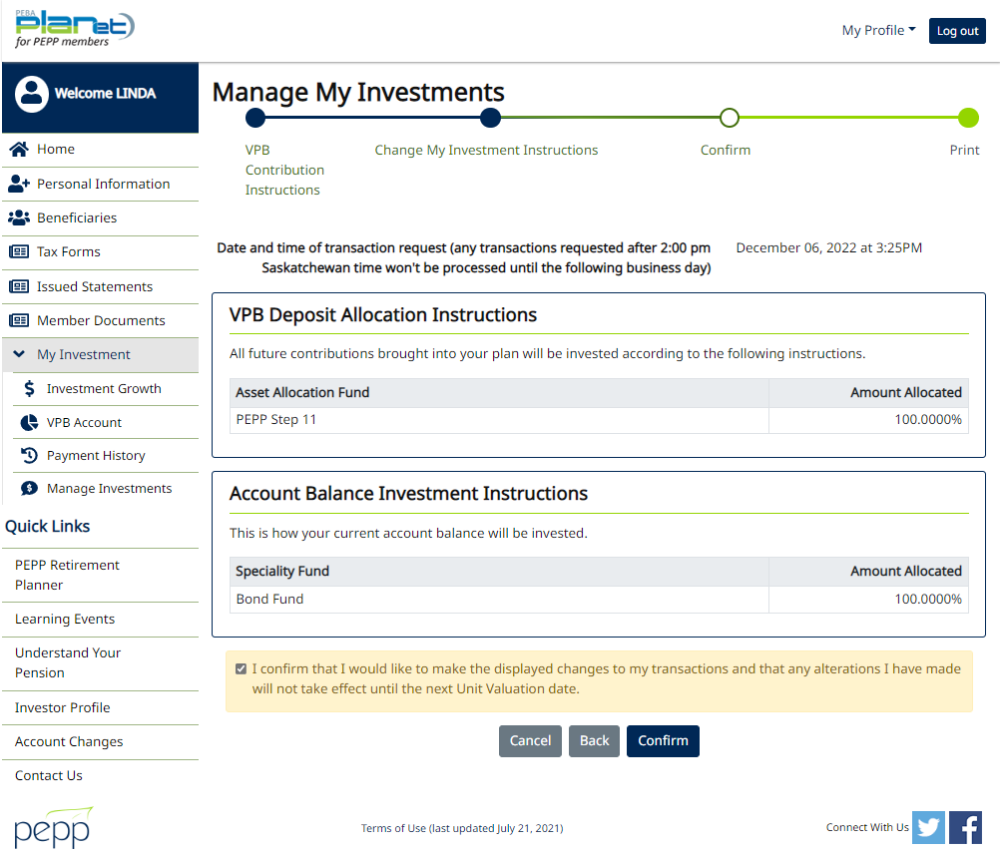 PEBA
planet
for PEPP members
My Profile
Log out
Welcome LINDA
Home
Personal Information
Beneficiaries
Tax Forms
Issued Statements
Member Documents
My Investment
Investment Growth
VPB Account
Payment History
Manage Investments
Quick Links
PEPP Retirement
Planner
Learning Events
Understand Your
Pension
Investor Profile
Account Changes
Contact Us
Manage My Investments
VPB
Contribution
Instructions
Change My Investment Instructions
Confirm
Print
Date and time of transaction request (any transactions requested after 2:00 pm
Saskatchewan time won't be processed until the following business day)
December 06, 2022 at 3:25PM
VPB Deposit Allocation Instructions
All future contributions brought into your plan will be invested according to the following instructions.
Asset Allocation Fund Amount Allocated
PEPP Step 11 100.0000%
Account Balance Investment Instructions
This is how your current account balance will be invested.
Speciality Fund Amount Allocated
Bond Fund 100.0000%
I confirm that I would like to make the displayed changes to my transactions and that any alterations I have made
will not take effect until the next Unit Valuation date.
Cancel Back Confirm
pepp
Terms of Use (last updated July 21, 2021)
Connect With Us